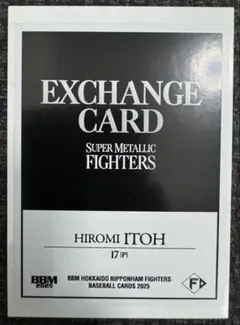 EXCHANGE
CARD
SUPER METALLIC
FIGHTERS
HIROMI ITOH
17 [P]
BBM
2025
BBM HOKKAIDO NIPPONHAM FIGHTERS
BASEBALL CARDS 2025
F